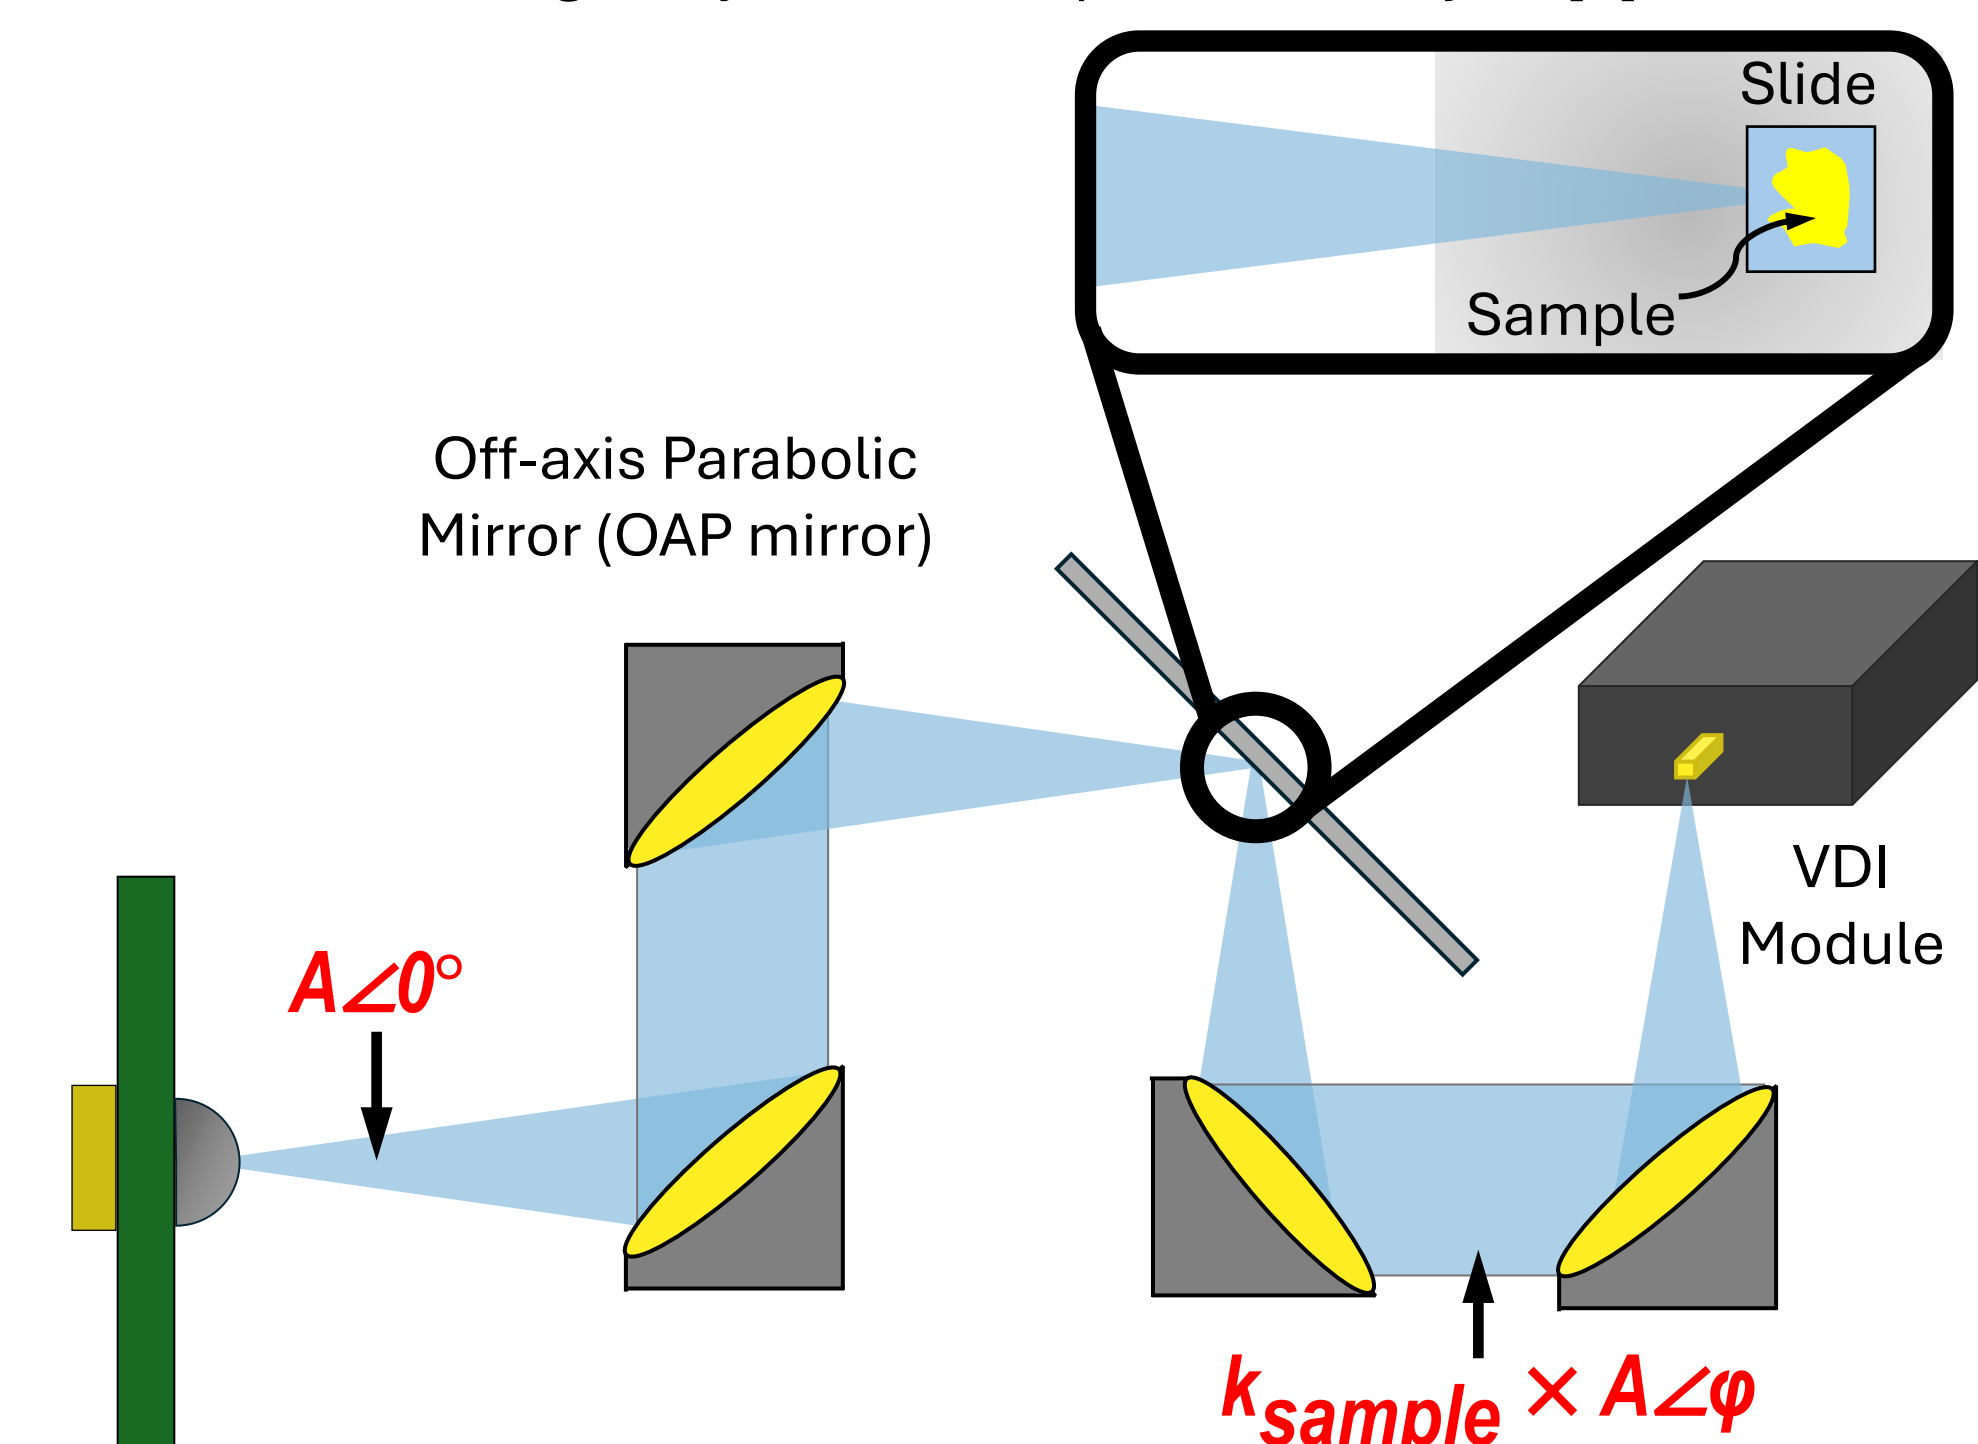 Slide
Sample
Off-axis Parabolic
Mirror (OAP mirror)
VDI
Module
A∠0°
k_sample × A∠φ